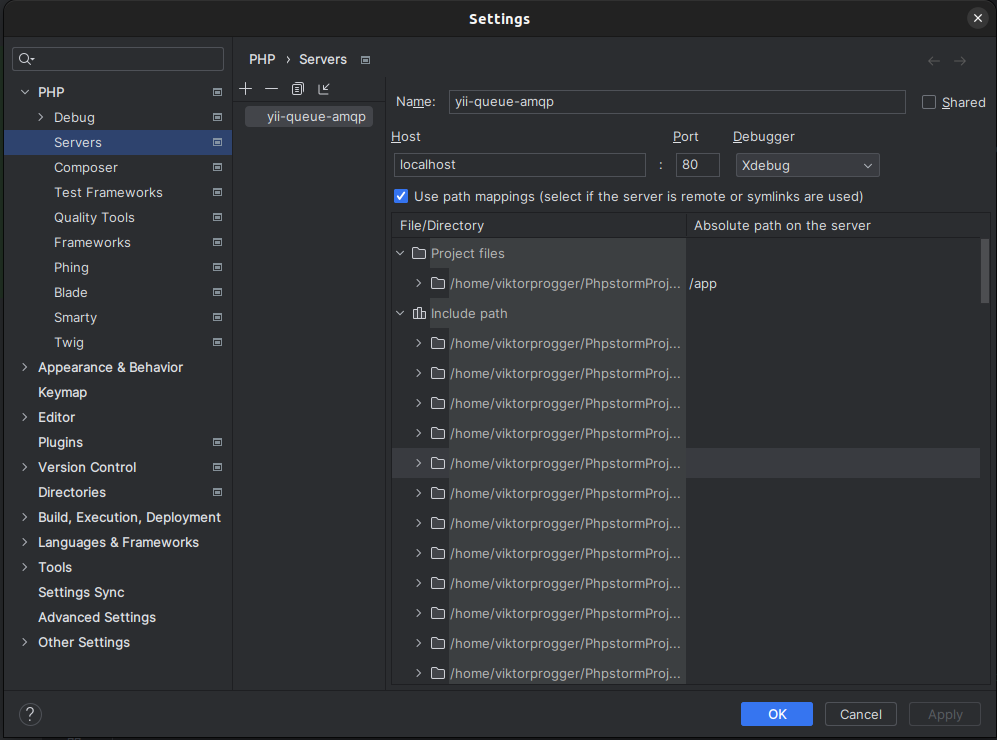 Settings
PHP
Debug
Servers
Composer
Test Frameworks
Quality Tools
Frameworks
Phing
Blade
Smarty
Twig
Appearance & Behavior
Keymap
Editor
Plugins
Version Control
Directories
Build, Execution, Deployment
Languages & Frameworks
Tools
Settings Sync
Advanced Settings
Other Settings
PHP › Servers
yii-queue-amqp
Name: yii-queue-amqp Shared
Host Port Debugger
localhost : 80 Xdebug
Use path mappings (select if the server is remote or symlinks are used)
File/Directory Absolute path on the server
Project files
/home/viktorprogger/PhpstormProj... /app
Include path
/home/viktorprogger/PhpstormProj...
/home/viktorprogger/PhpstormProj...
/home/viktorprogger/PhpstormProj...
/home/viktorprogger/PhpstormProj...
/home/viktorprogger/PhpstormProj...
/home/viktorprogger/PhpstormProj...
/home/viktorprogger/PhpstormProj...
/home/viktorprogger/PhpstormProj...
/home/viktorprogger/PhpstormProj...
/home/viktorprogger/PhpstormProj...
/home/viktorprogger/PhpstormProj...
/home/viktorprogger/PhpstormProj...
? OK Cancel Apply